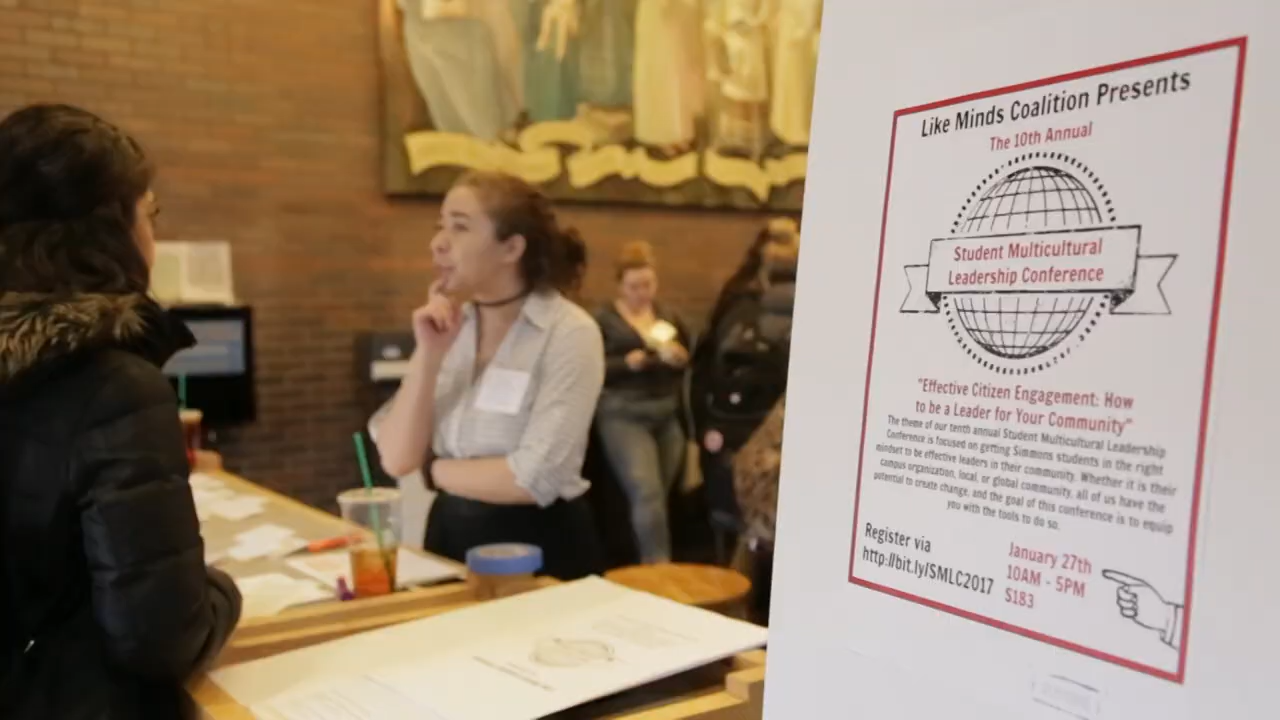 Like Minds Coalition Presents
The 10th Annual
Student Multicultural
Leadership Conference
"Effective Citizen Engagement: How
to be a Leader for Your Community"
The theme of our tenth annual Student Multicultural Leadership
Conference is focused on getting Simmons students in the right
mindset to be effective leaders in their community. Whether it is their
campus organization, local, or global community, all of us have the
potential to create change, and the goal of this conference is to equip
you with the tools to do so.
Register via
http://bit.ly/SMLC2017
January 27th
10AM - 5PM
S183